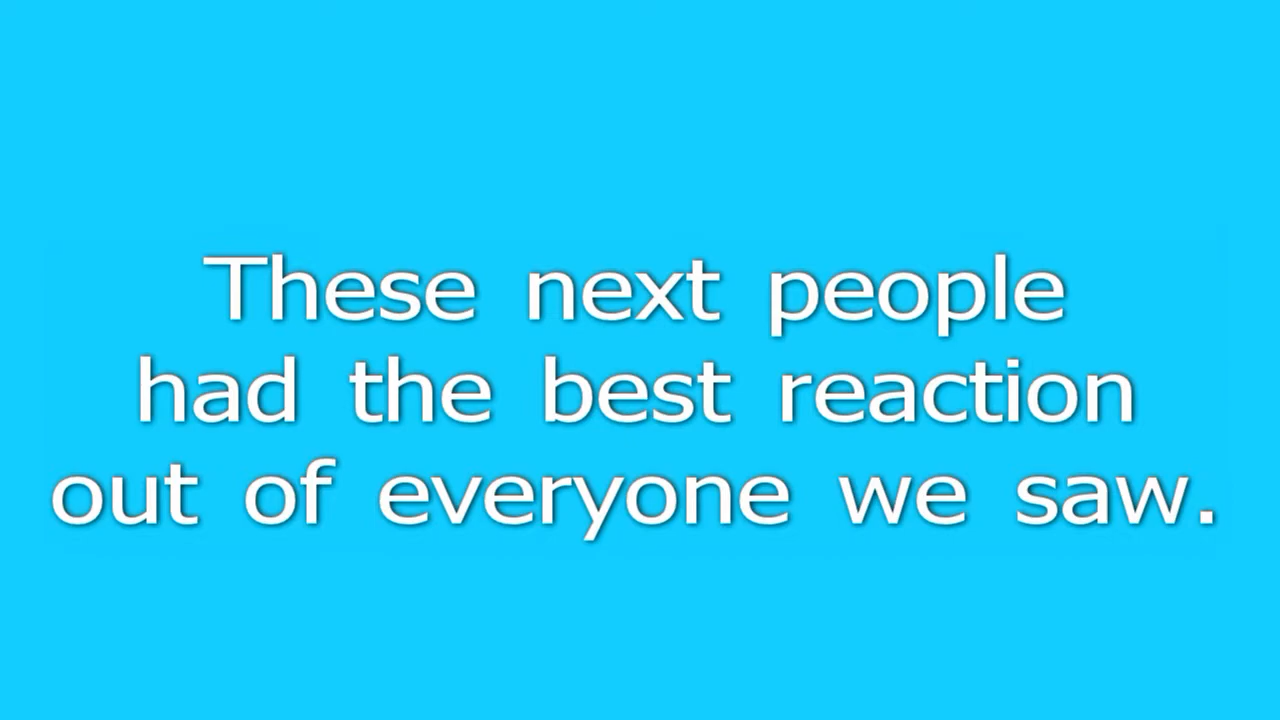 These next people
had the best reaction
out of everyone we saw.